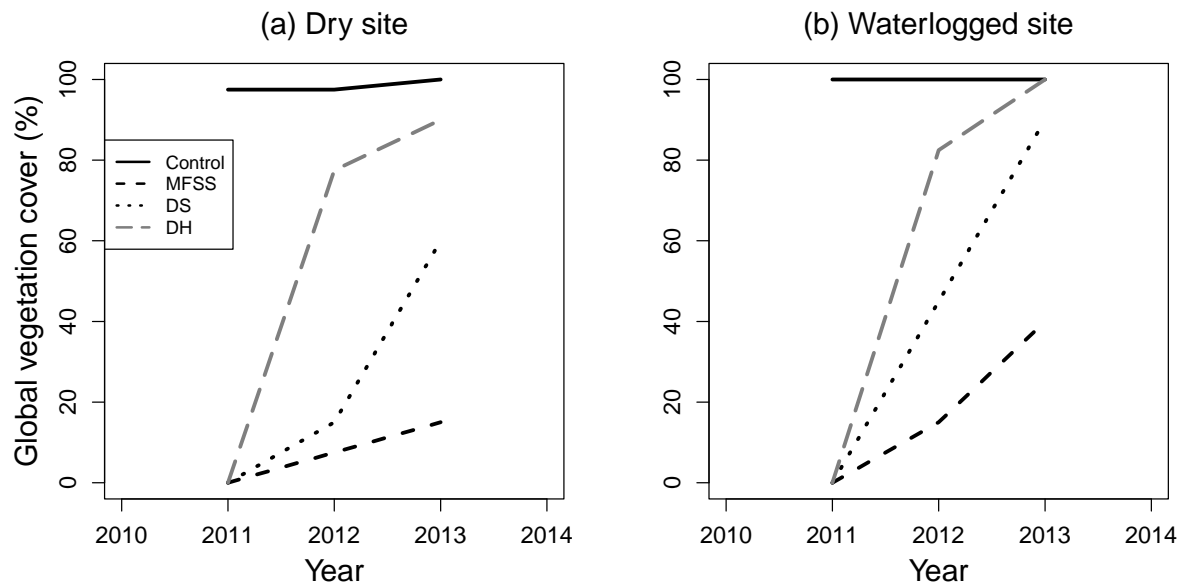 (a) Dry site
Global vegetation cover (%)
100
80
60
40
20
0
Control
MFSS
DS
DH
2010 2011 2012 2013 2014
Year
(b) Waterlogged site
100
80
60
40
20
0
2010 2011 2012 2013 2014
Year